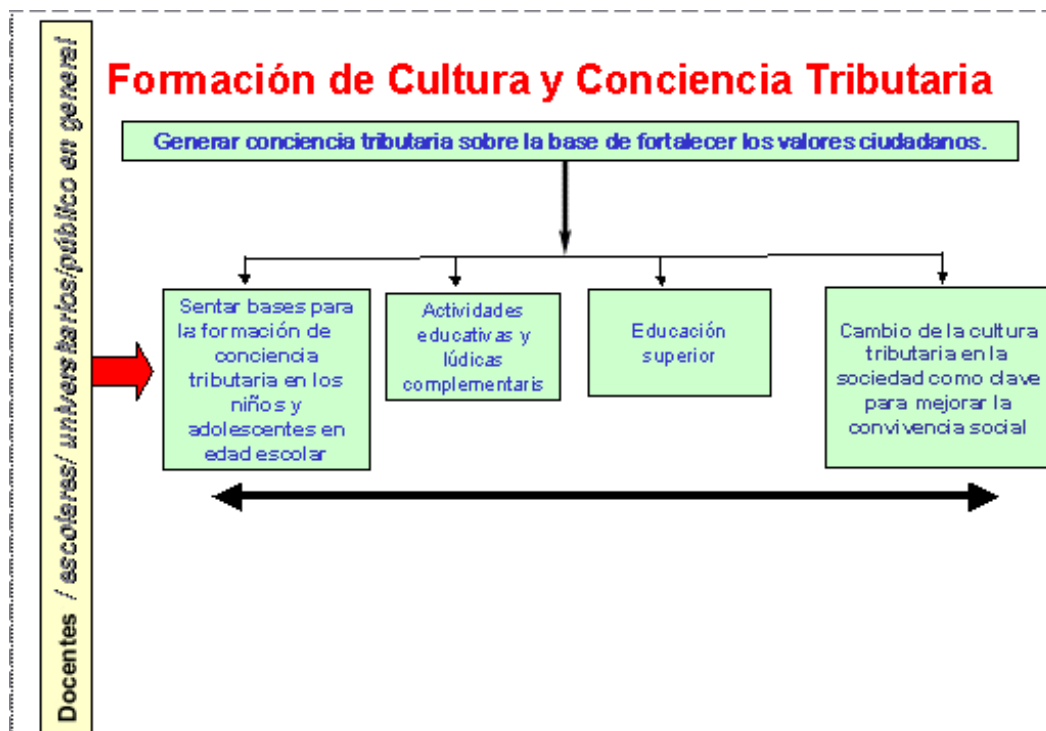 Docentes / escolares/ universitarios/público en general
Formación de Cultura y Conciencia Tributaria
Generar conciencia tributaria sobre la base de fortalecer los valores ciudadanos.
Sentar bases para
la formación de
conciencia
tributaria en los
niños y
adolescentes en
edad escolar
Actividades
educativas y
lúdicas
complementaris
Educación
superior
Cambio de la cultura
tributaria en la
sociedad como clave
para mejorar la
convivencia social